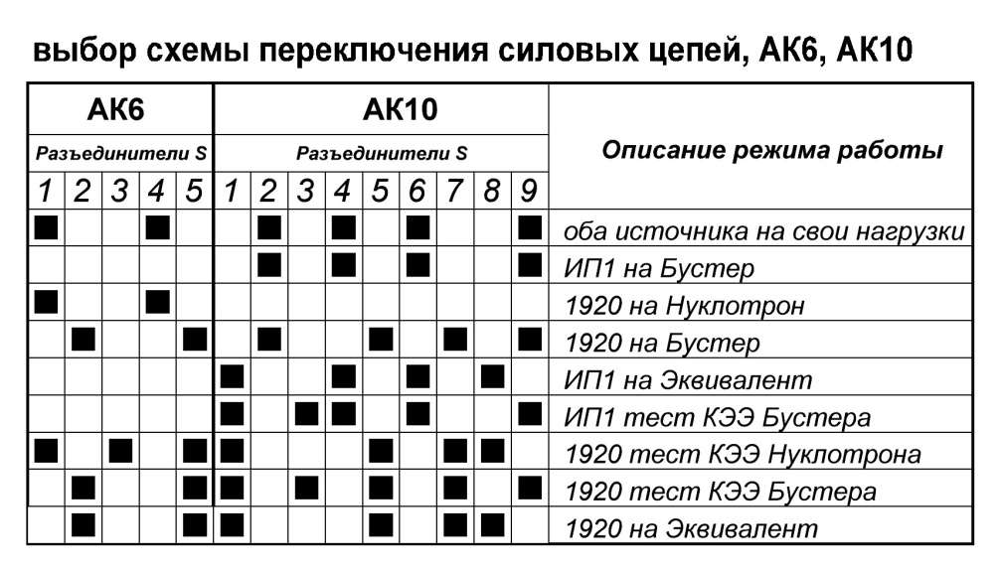 выбор схемы переключения силовых цепей, АК6, АК10
АК6 АК10
Разъединители S Разъединители S Описание режима работы
1 2 3 4 5 1 2 3 4 5 6 7 8 9
оба источника на свои нагрузки
ИП1 на Бустер
1920 на Нуклотрон
1920 на Бустер
ИП1 на Эквивалент
ИП1 тест КЭЭ Бустера
1920 тест КЭЭ Нуклотрона
1920 тест КЭЭ Бустера
1920 на Эквивалент